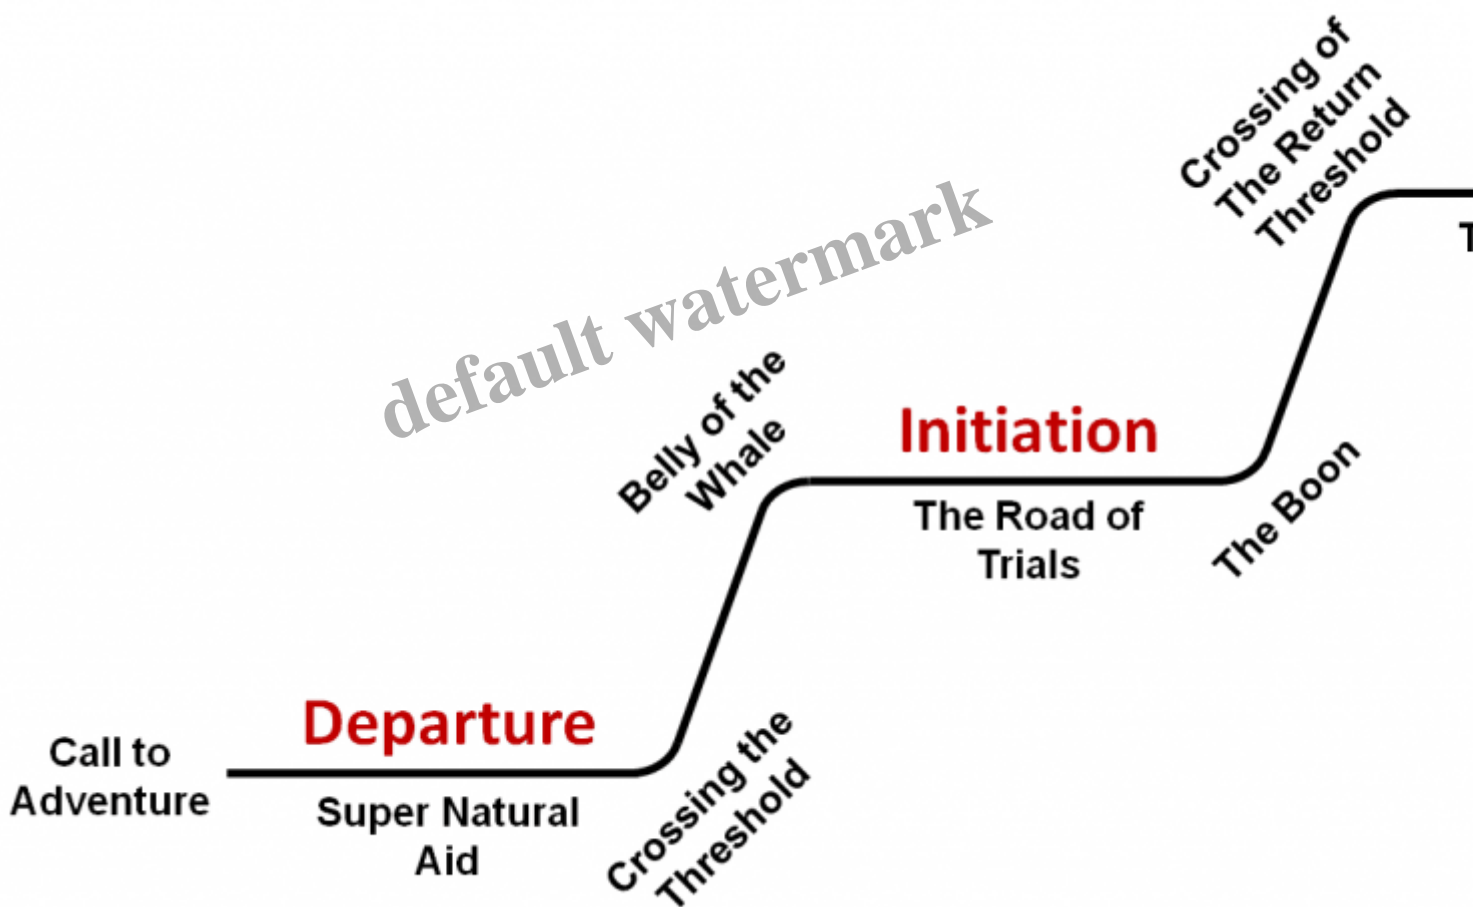 Crossing of
The Return
Threshold
T
default watermark
Belly of the
Whale
Initiation
The Road of
Trials
The Boon
Departure
Call to
Adventure
Super Natural
Aid
Crossing the
Threshold